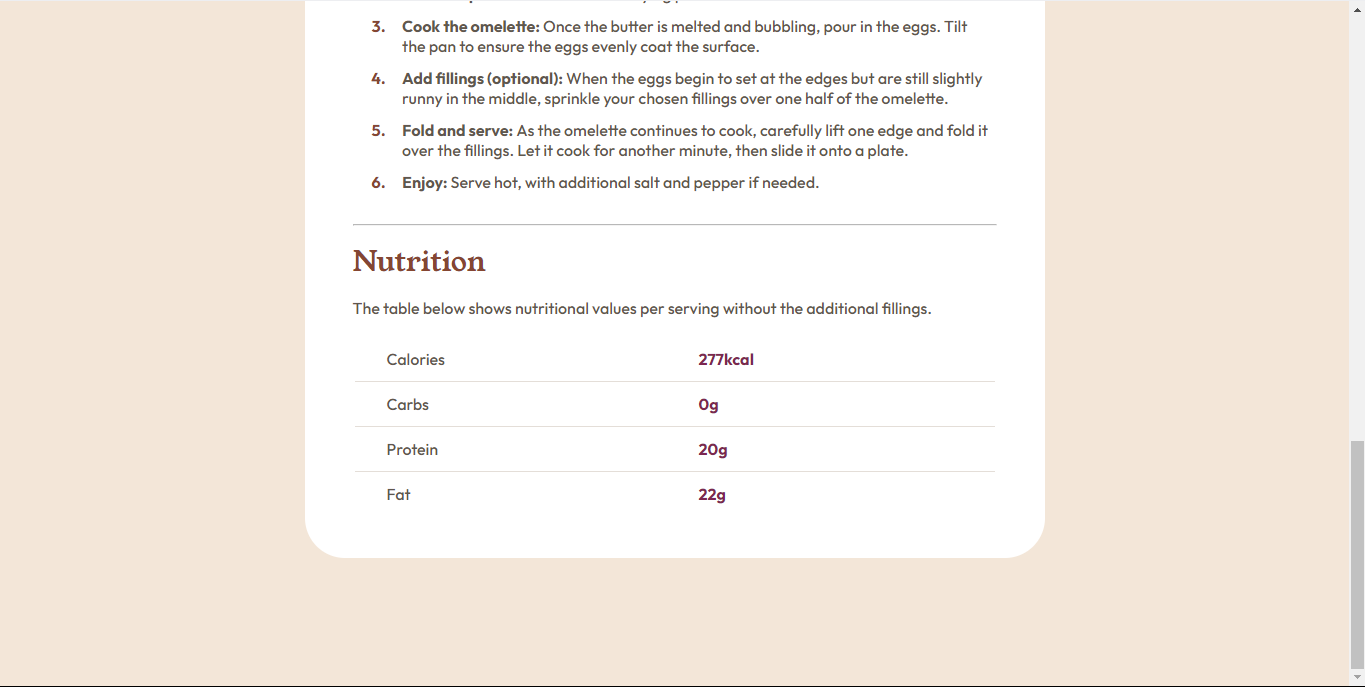 3. Cook the omelette: Once the butter is melted and bubbling, pour in the eggs. Tilt
the pan to ensure the eggs evenly coat the surface.
4. Add fillings (optional): When the eggs begin to set at the edges but are still slightly
runny in the middle, sprinkle your chosen fillings over one half of the omelette.
5. Fold and serve: As the omelette continues to cook, carefully lift one edge and fold it
over the fillings. Let it cook for another minute, then slide it onto a plate.
6. Enjoy: Serve hot, with additional salt and pepper if needed.
Nutrition
The table below shows nutritional values per serving without the additional fillings.
Calories 277kcal
Carbs 0g
Protein 20g
Fat 22g